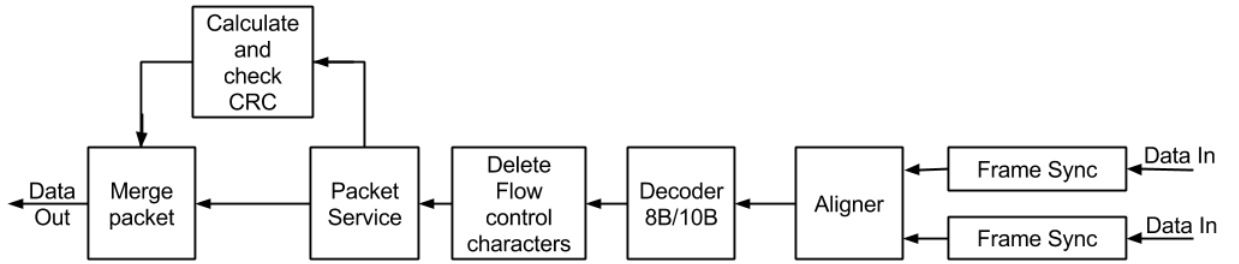 Calculate
and
check
CRC
Data
Out
Merge
packet
Packet
Service
Delete
Flow
control
characters
Decoder
8B/10B
Aligner
Frame Sync
Data In
Frame Sync
Data In